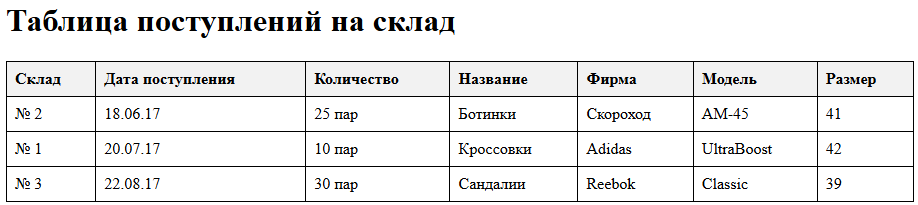 Таблица поступлений на склад
Склад Дата поступления Количество Название Фирма Модель Размер
№ 2 18.06.17 25 пар Ботинки Скороход АМ-45 41
№ 1 20.07.17 10 пар Кроссовки Adidas UltraBoost 42
№ 3 22.08.17 30 пар Сандалии Reebok Classic 39